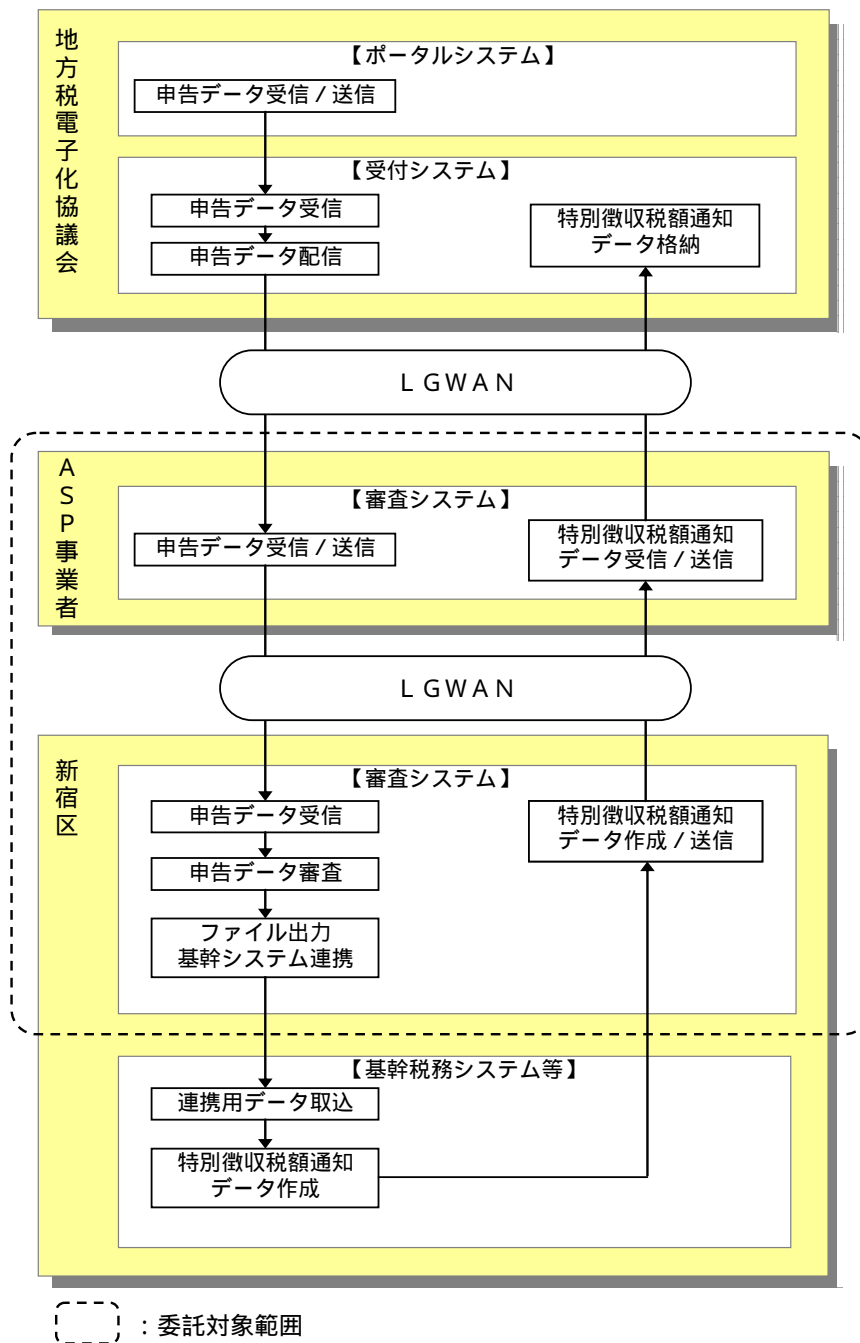 地方税電子化協議会
【ポータルシステム】
申告データ受信 / 送信
【受付システム】
申告データ受信
申告データ配信
特別徴収税額通知
データ格納
LGWAN
ASP事業者
【審査システム】
申告データ受信 / 送信
特別徴収税額通知
データ受信 / 送信
LGWAN
新宿区
【審査システム】
申告データ受信
申告データ審査
ファイル出力
基幹システム連携
特別徴収税額通知
データ作成 / 送信
【基幹税務システム等】
連携用データ取込
特別徴収税額通知
データ作成
：委託対象範囲